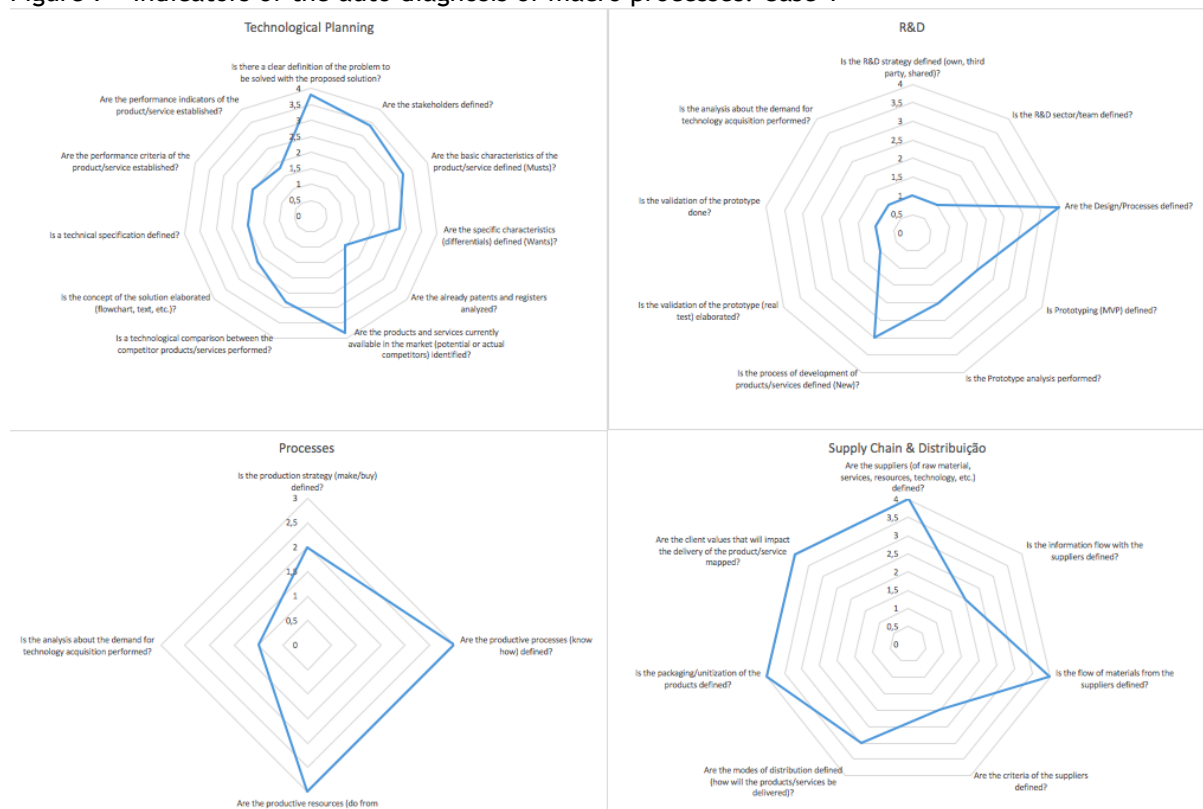 Technological Planning
Is there a clear definition of the problem to
be solved with the proposed solution?
4
3,5
3
2,5
2
1,5
1
0,5
0
Are the stakeholders defined?
Are the basic characteristics of the
product/service defined (Musts)?
Are the specific characteristics
(differentials) defined (Wants)?
Are the already patents and registers
analyzed?
Are the products and services currently
available in the market (potential or actual
competitors) identified?
Is a technological comparison between the
competitor products/services performed?
Is the concept of the solution elaborated
(flowchart, text, etc.)?
Is a technical specification defined?
Are the performance criteria of the
product/service established?
Are the performance indicators of the
product/service established?
R&D
Is the R&D strategy defined (own, third
party, shared)?
4
3,5
3
2,5
2
1,5
1
0,5
0
Is the R&D sector/team defined?
Are the Design/Processes defined?
Is Prototyping (MVP) defined?
Is the Prototype analysis performed?
Is the process of development of
products/services defined (New)?
Is the validation of the prototype (real
test) elaborated?
Is the validation of the prototype
done?
Is the analysis about the demand for
technology acquisition performed?
Processes
Is the production strategy (make/buy)
defined?
3
2,5
2
1,5
1
0,5
0
Are the productive processes (know
how) defined?
Are the productive resources (do from
Is the analysis about the demand for
technology acquisition performed?
Supply Chain & Distribuição
Are the suppliers (of raw material,
services, resources, technology, etc.)
defined?
4
3,5
3
2,5
2
1,5
1
0,5
0
Is the information flow with the
suppliers defined?
Is the flow of materials from the
suppliers defined?
Are the criteria of the suppliers
defined?
Are the modes of distribution defined
(how will the products/services be
delivered)?
Is the packaging/unitization of the
products defined?
Are the client values that will impact
the delivery of the product/service
mapped?